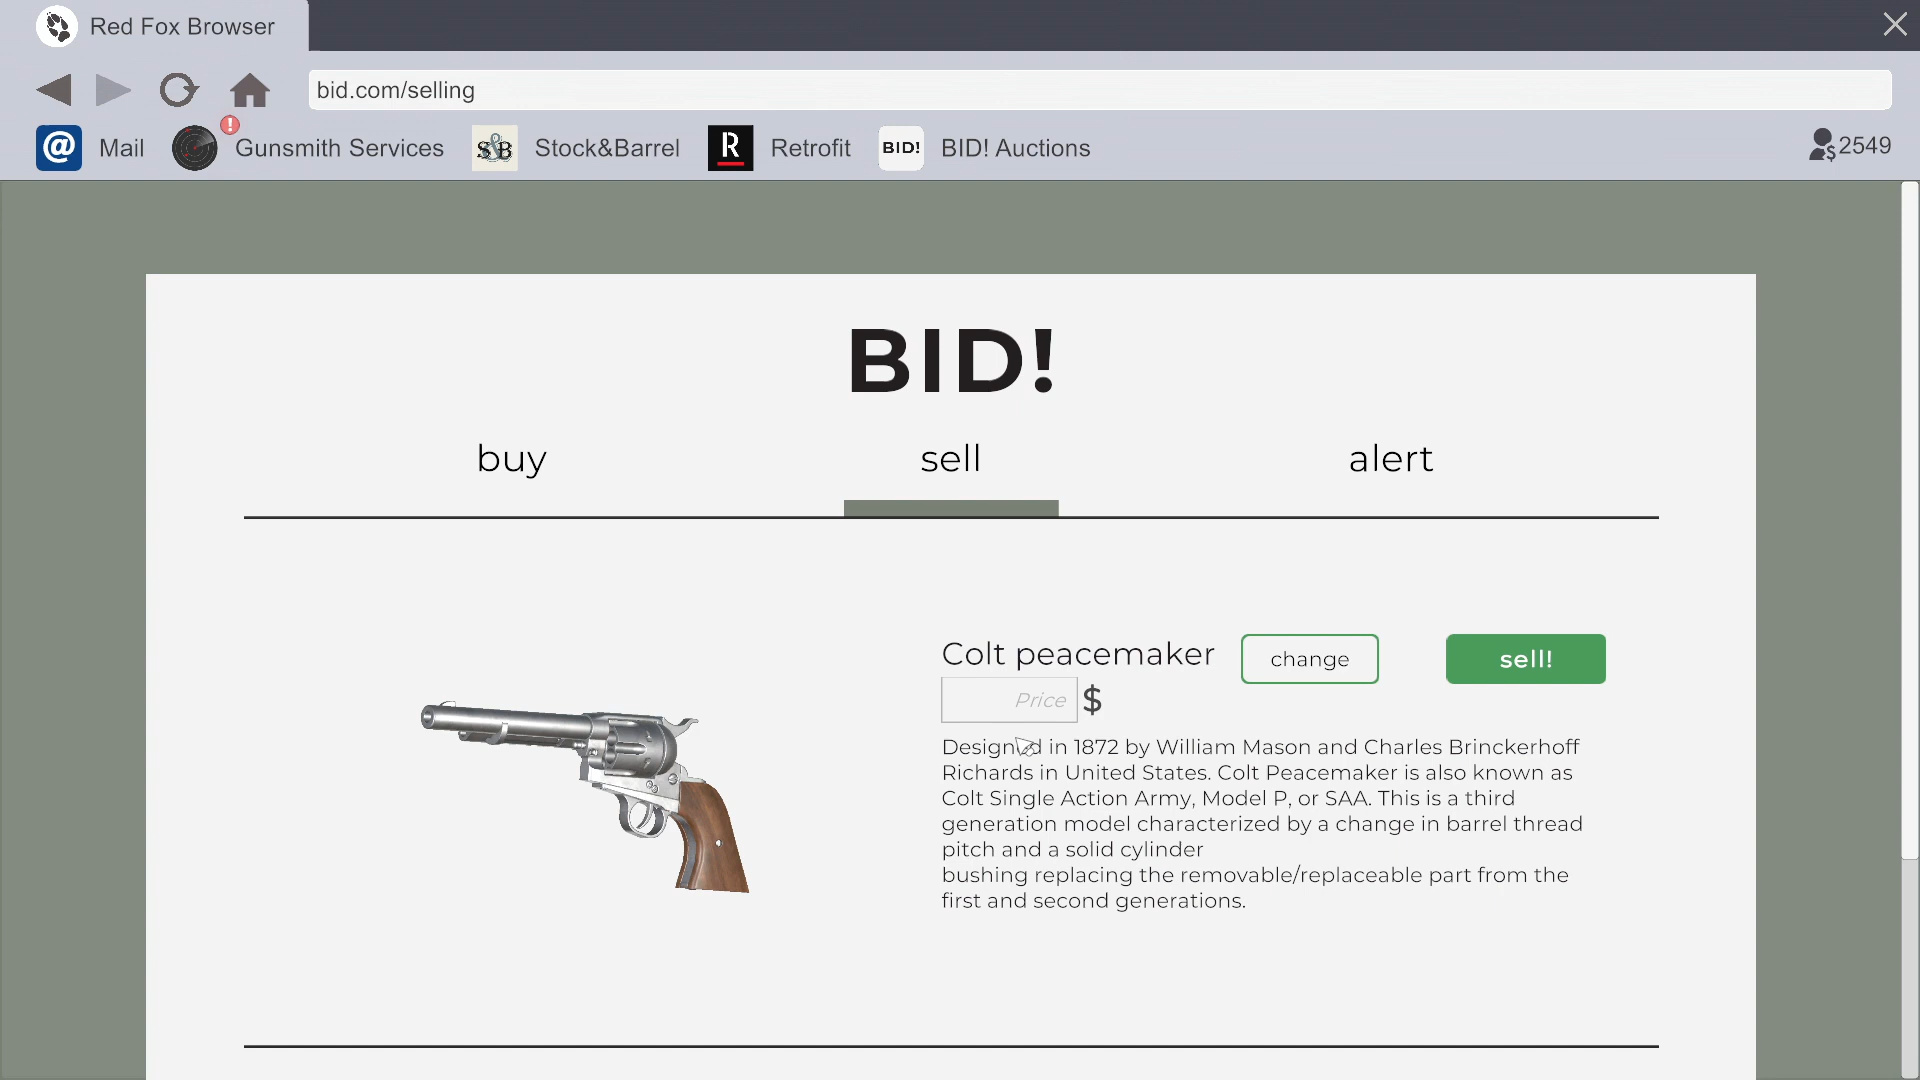 Red Fox Browser
bid.com/selling
@ Mail
! Gunsmith Services
S&B Stock&Barrel
R Retrofit
BID! BID! Auctions
$ 2549
BID!
buy sell alert
Colt peacemaker change sell!
Price $
Designed in 1872 by William Mason and Charles Brinckerhoff
Richards in United States. Colt Peacemaker is also known as
Colt Single Action Army, Model P, or SAA. This is a third
generation model characterized by a change in barrel thread
pitch and a solid cylinder
bushing replacing the removable/replaceable part from the
first and second generations.